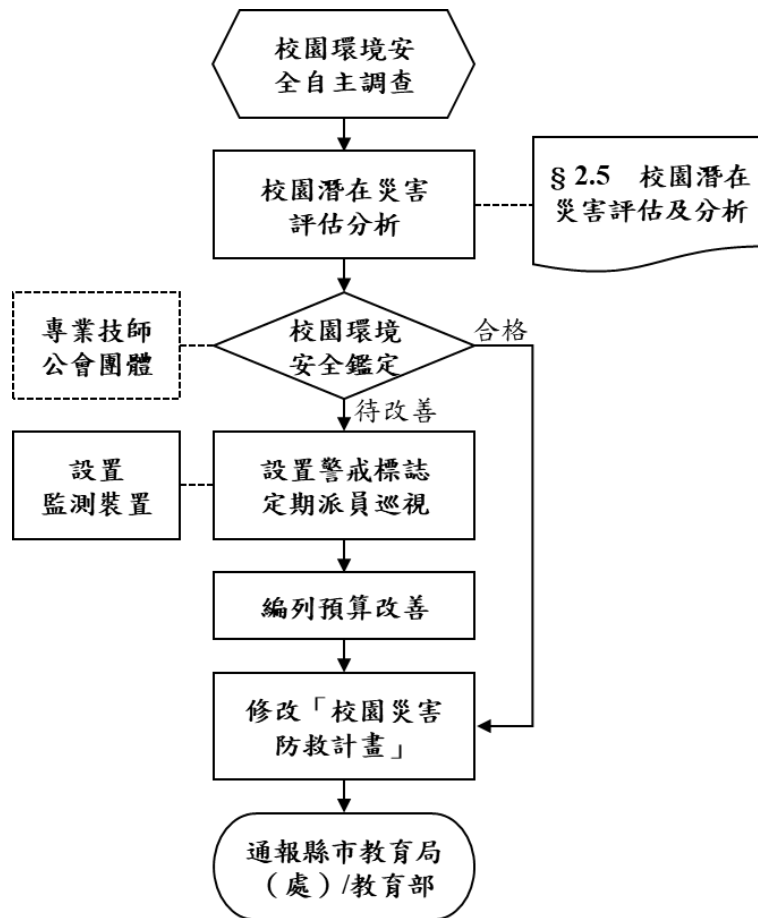 校園環境安
全自主調查
校園潛在災害
評估分析
§ 2.5 校園潛在
災害評估及分析
專業技師
公會團體
校園環境
安全鑑定
合格
待改善
設置
監測裝置
設置警戒標誌
定期派員巡視
編列預算改善
修改「校園災害
防救計畫」
通報縣市教育局
(處)/教育部